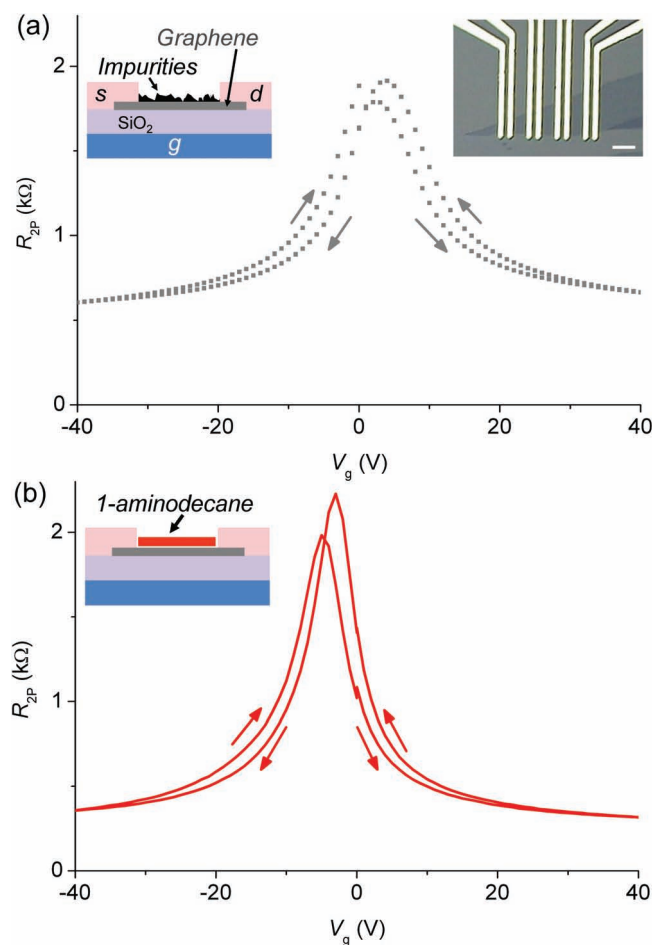 (a)
Graphene
Impurities
s
d
SiO₂
g
2
1
0
R₂P (kΩ)
-40
-20
0
20
40
Vg (V)
(b)
1-aminodecane
2
1
0
R₂P (kΩ)
-40
-20
0
20
40
Vg (V)